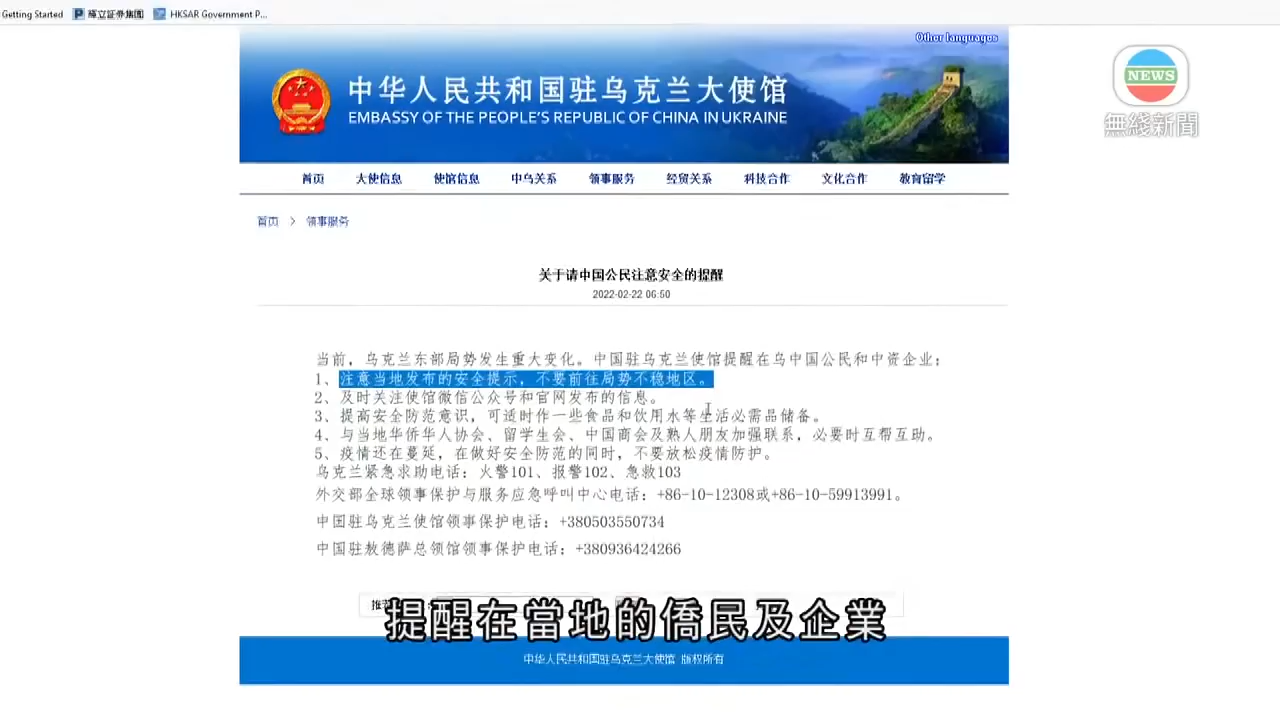 Getting Started
HKSAR Government P...
Other languages
中华人民共和国驻乌克兰大使馆
EMBASSY OF THE PEOPLE'S REPUBLIC OF CHINA IN UKRAINE
NEWS
無綫新聞
首页 大使信息 使馆信息 中乌关系 领事服务 经贸关系 科技合作 文化合作 教育留学
首页 > 领事服务
关于请中国公民注意安全的提醒
2022-02-22 06:50
当前，乌克兰东部局势发生重大变化。中国驻乌克兰使馆提醒在乌中国公民和中资企业：
1、注意当地发布的安全提示，不要前往局势不稳地区。
2、及时关注使馆微信公众号和官网发布的信息。
3、提高安全防范意识，可适时作一些食品和饮用水等生活必需品储备。
4、与当地华侨华人协会、留学生会、中国商会及熟人朋友加强联系，必要时互帮互助。
5、疫情还在蔓延，在做好安全防范的同时，不要放松疫情防护。
乌克兰紧急求助电话：火警101、报警102、急救103
外交部全球领事保护与服务应急呼叫中心电话：+86-10-12308或+86-10-59913991。
中国驻乌克兰使馆领事保护电话：+380503550734
中国驻敖德萨总领馆领事保护电话：+380936424266
提醒在當地的僑民及企業
中华人民共和国驻乌克兰大使馆 版权所有